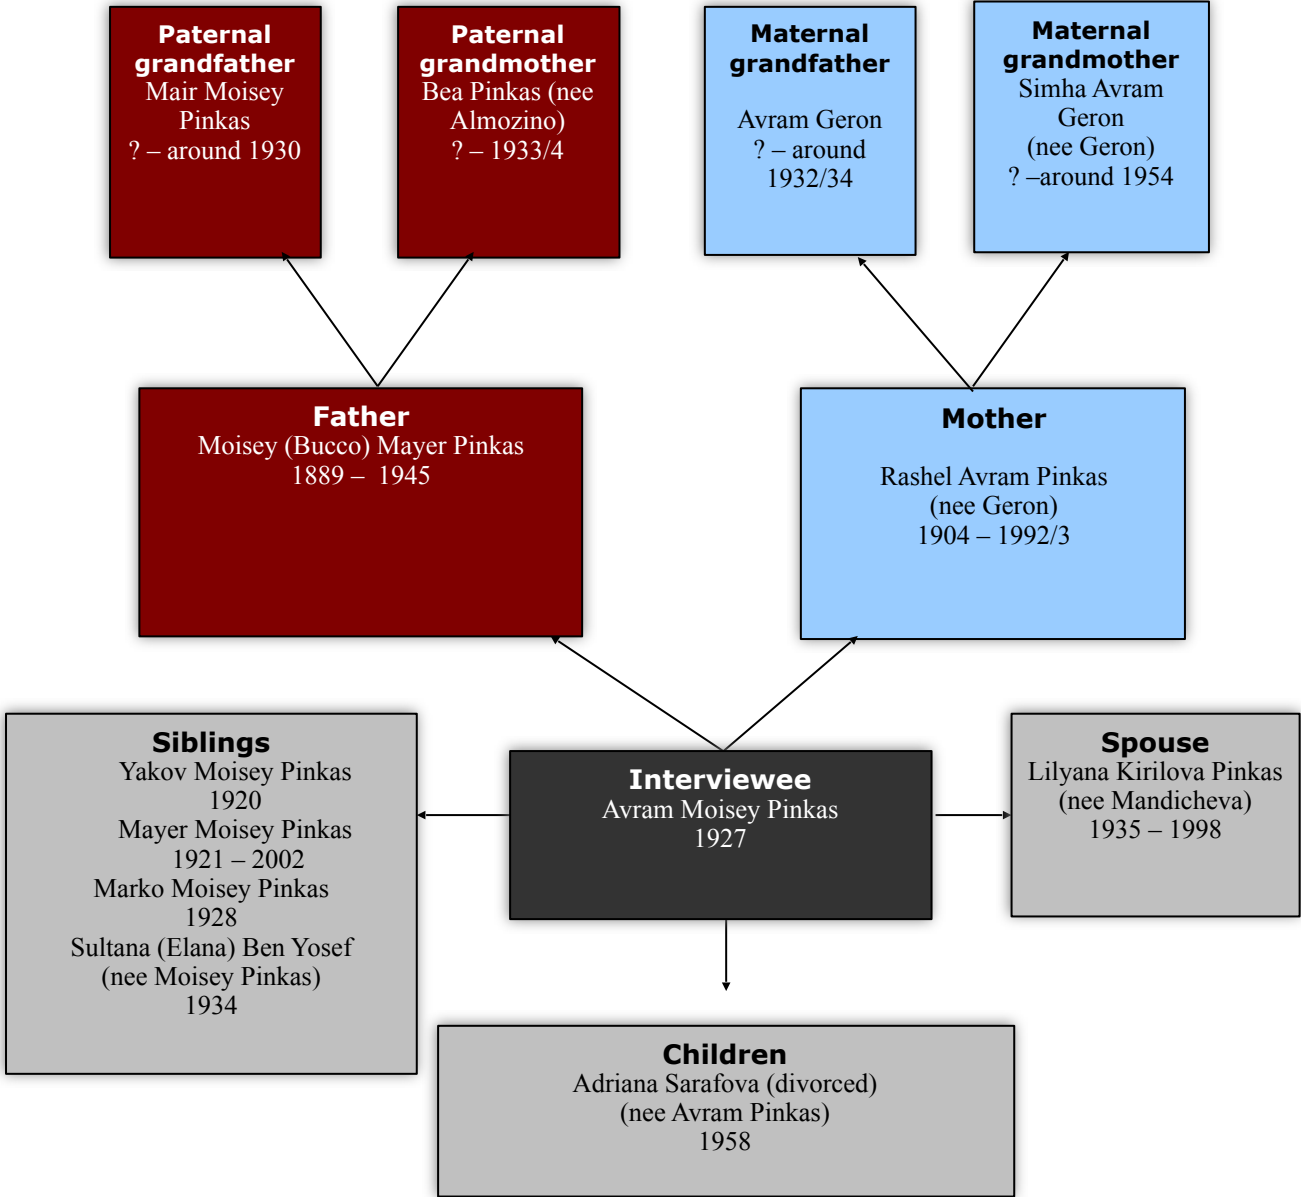 Paternal
grandfather
Mair Moisey
Pinkas
? – around 1930
Paternal
grandmother
Bea Pinkas (nee
Almozino)
? – 1933/4
Maternal
grandfather
Avram Geron
? – around
1932/34
Maternal
grandmother
Simha Avram
Geron
(nee Geron)
? –around 1954
Father
Moisey (Bucco) Mayer Pinkas
1889 – 1945
Mother
Rashel Avram Pinkas
(nee Geron)
1904 – 1992/3
Siblings
Yakov Moisey Pinkas
1920
Mayer Moisey Pinkas
1921 – 2002
Marko Moisey Pinkas
1928
Sultana (Elana) Ben Yosef
(nee Moisey Pinkas)
1934
Interviewee
Avram Moisey Pinkas
1927
Spouse
Lilyana Kirilova Pinkas
(nee Mandicheva)
1935 – 1998
Children
Adriana Sarafova (divorced)
(nee Avram Pinkas)
1958